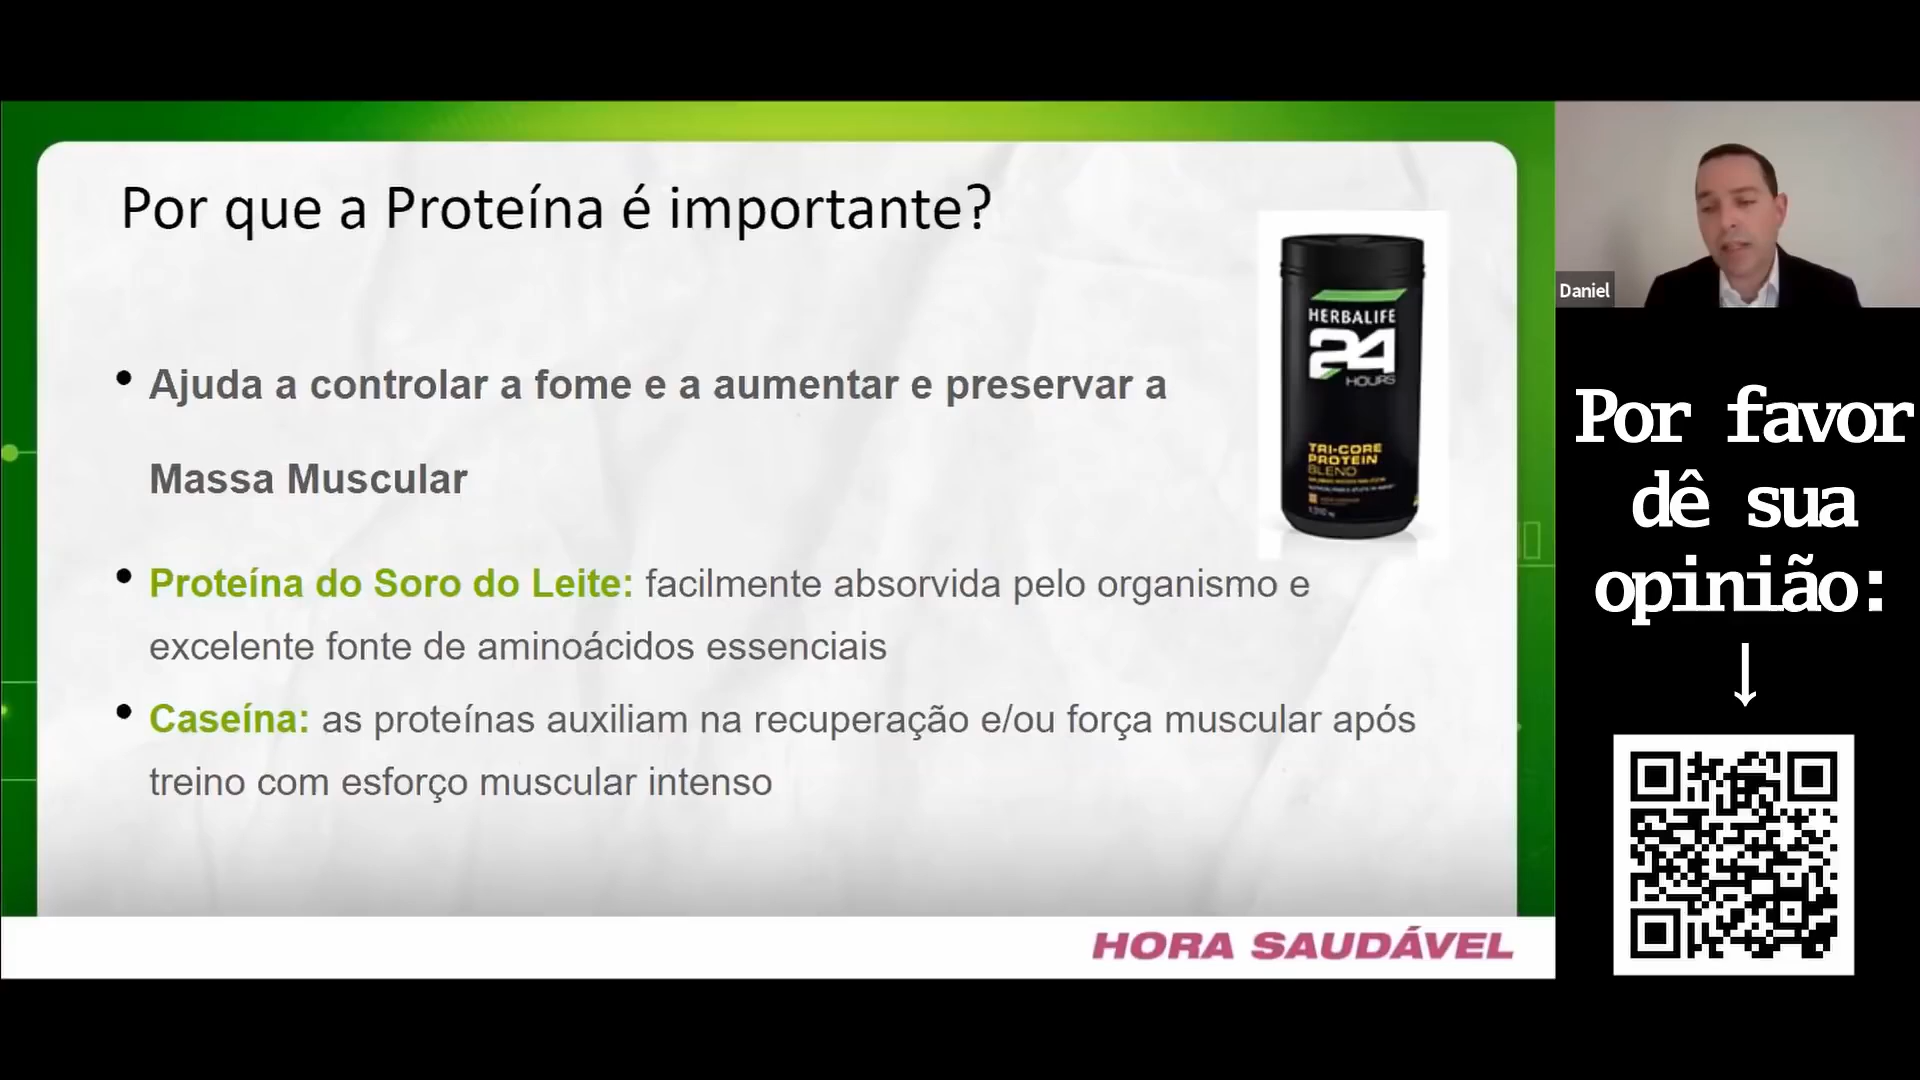 Por que a Proteína é importante?
HERBALIFE
24
HOURS
TRI-CORE
PROTEIN
BLEND
• Ajuda a controlar a fome e a aumentar e preservar a
Massa Muscular
• Proteína do Soro do Leite: facilmente absorvida pelo organismo e
excelente fonte de aminoácidos essenciais
• Caseína: as proteínas auxiliam na recuperação e/ou força muscular após
treino com esforço muscular intenso
HORA SAUDÁVEL
Daniel
Por favor
dê sua
opinião:
↓